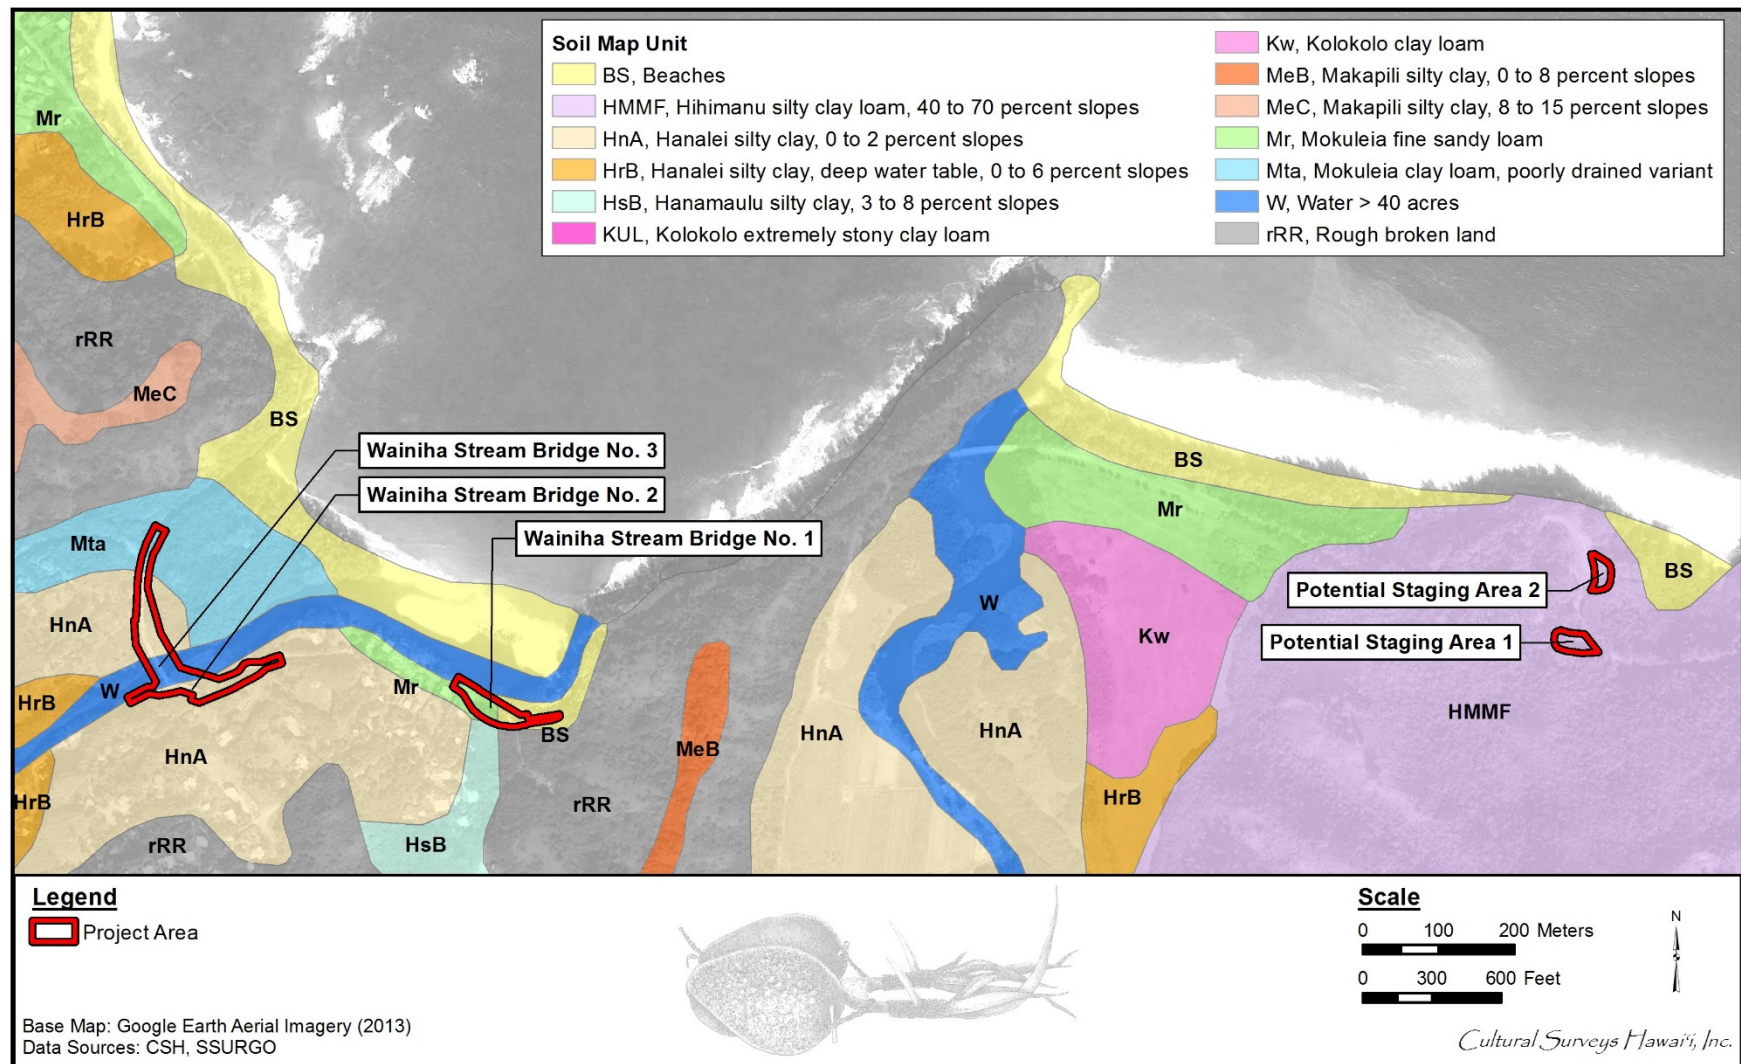 Soil Map Unit
BS, Beaches
HMMF, Hihimanu silty clay loam, 40 to 70 percent slopes
HnA, Hanalei silty clay, 0 to 2 percent slopes
HrB, Hanalei silty clay, deep water table, 0 to 6 percent slopes
HsB, Hanamaulu silty clay, 3 to 8 percent slopes
KUL, Kolokolo extremely stony clay loam
Kw, Kolokolo clay loam
MeB, Makapili silty clay, 0 to 8 percent slopes
MeC, Makapili silty clay, 8 to 15 percent slopes
Mr, Mokuleia fine sandy loam
Mta, Mokuleia clay loam, poorly drained variant
W, Water > 40 acres
rRR, Rough broken land
Mr
HrB
rRR
MeC
BS
Wainiha Stream Bridge No. 3
Wainiha Stream Bridge No. 2
Wainiha Stream Bridge No. 1
BS
Mr
Mta
HnA
W
Kw
Potential Staging Area 2
BS
Potential Staging Area 1
HrB
W
Mr
BS
HnA
MeB
HnA
HnA
HMMF
HrB
rRR
HrB
rRR
HsB
Legend
Project Area
Scale
0 100 200 Meters
0 300 600 Feet
N
Base Map: Google Earth Aerial Imagery (2013)
Data Sources: CSH, SSURGO
Cultural Surveys Hawai‘i, Inc.